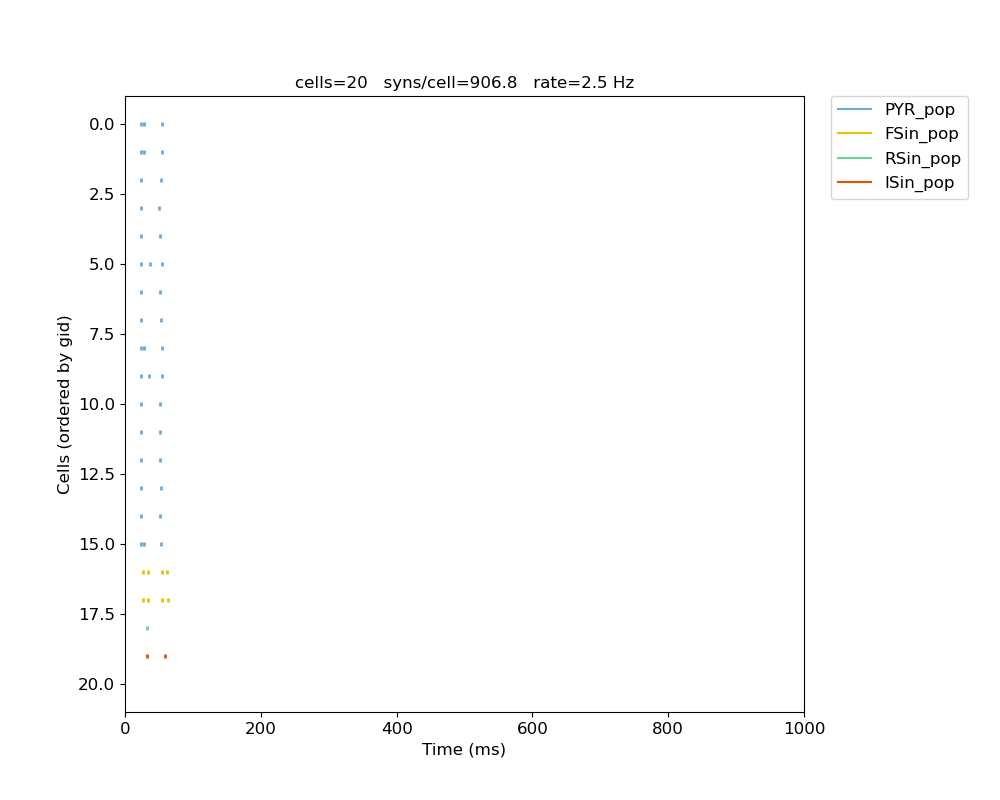 cells=20   syns/cell=906.8   rate=2.5 Hz
PYR_pop
FSin_pop
RSin_pop
ISin_pop
0.0
2.5
5.0
7.5
10.0
12.5
15.0
17.5
20.0
Cells (ordered by gid)
0 200 400 600 800 1000
Time (ms)